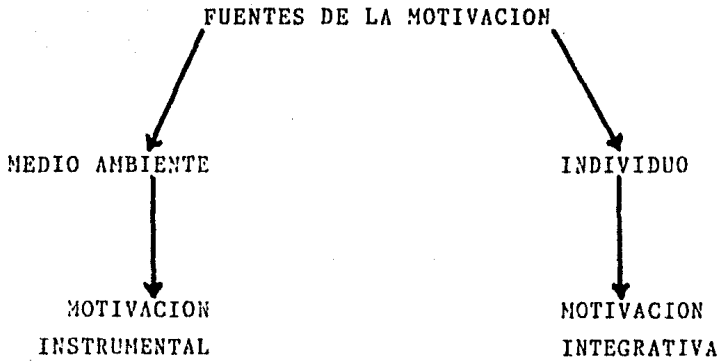 FUENTES DE LA MOTIVACION
MEDIO AMBIENTE
INDIVIDUO
MOTIVACION
INSTRUMENTAL
MOTIVACION
INTEGRATIVA